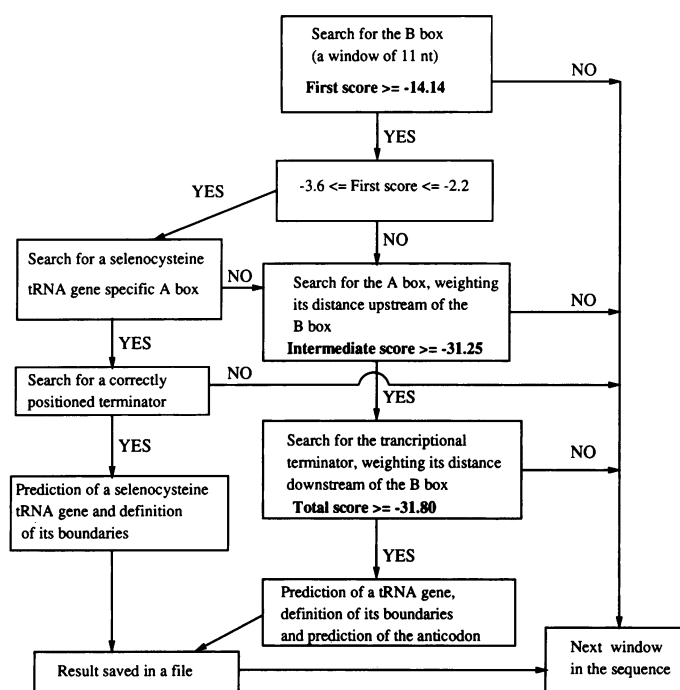 Search for the B box
(a window of 11 nt)
First score >= -14.14
NO
YES
YES
-3.6 <= First score <= -2.2
NO
Search for a selenocysteine
tRNA gene specific A box
NO
Search for the A box, weighting
its distance upstream of the
B box
Intermediate score >= -31.25
NO
YES
Search for a correctly
positioned terminator
NO
YES
YES
Search for the trancriptional
terminator, weighting its distance
downstream of the B box
Total score >= -31.80
NO
Prediction of a selenocysteine
tRNA gene and definition
of its boundaries
YES
Prediction of a tRNA gene,
definition of its boundaries
and prediction of the anticodon
Result saved in a file
Next window
in the sequence